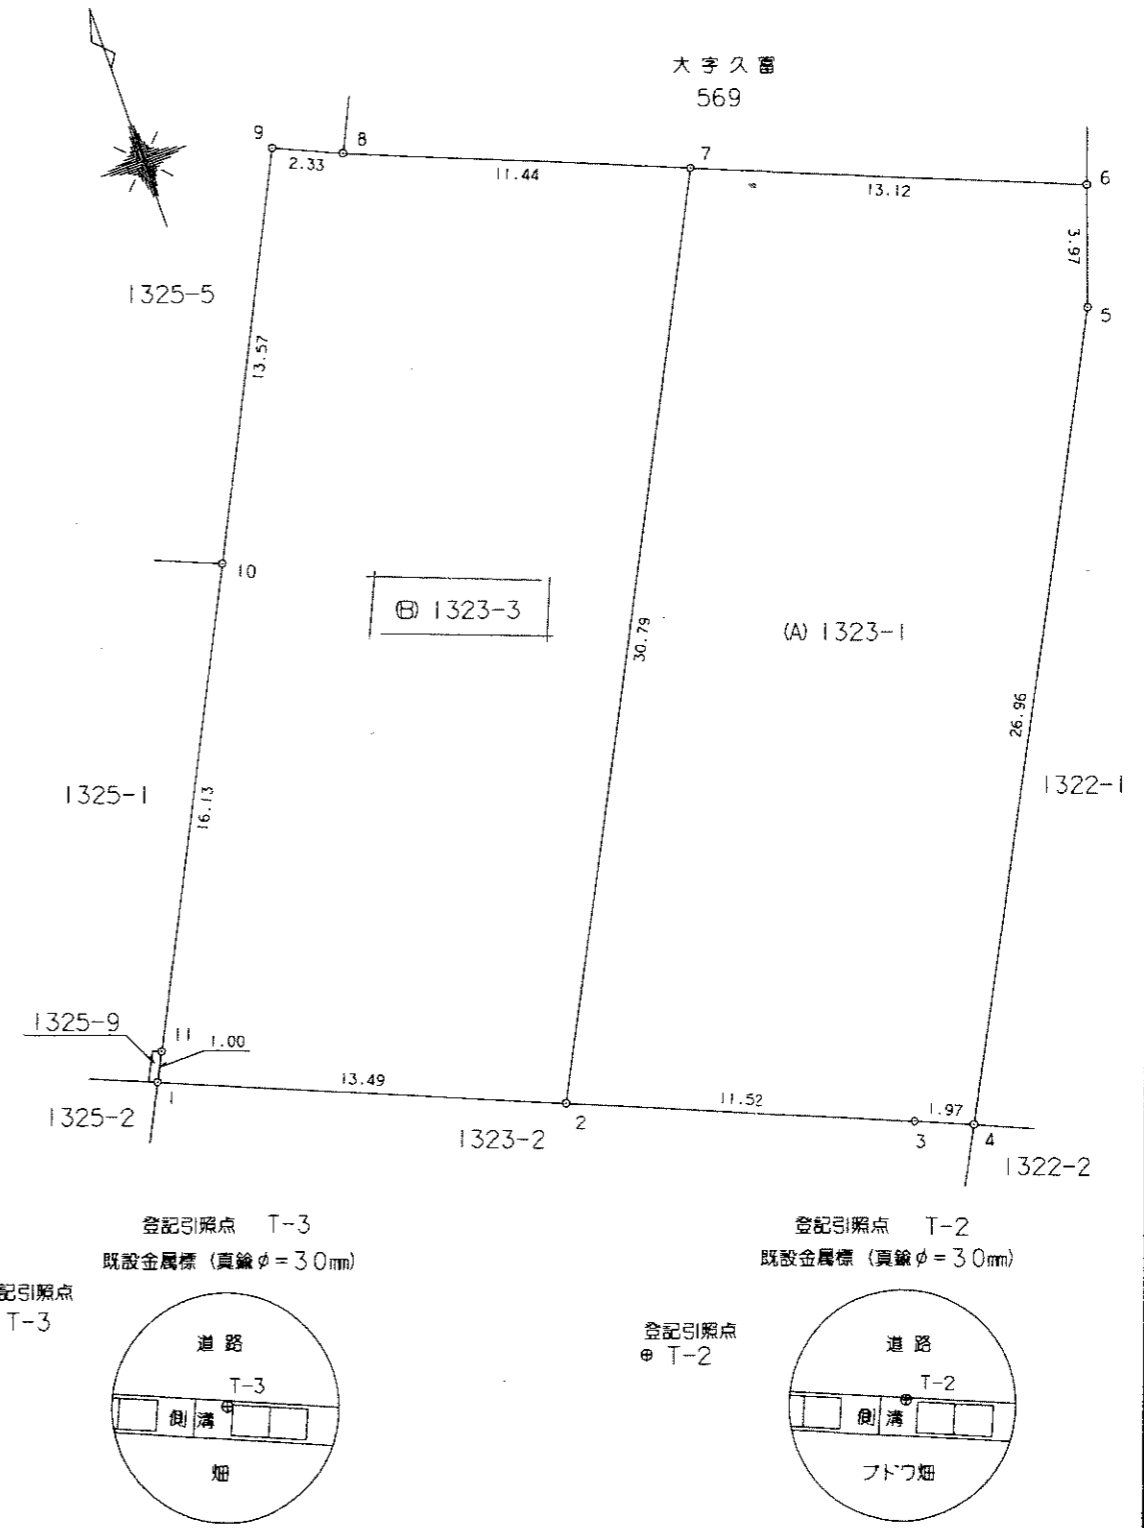 大字久富
569
9
8
7
6
2.33
11.44
13.12
3.97
5
1325-5
13.57
10
(B) 1323-3
30.79
(A) 1323-1
26.96
1322-1
1325-1
16.13
1325-9
11
1.00
1
13.49
1325-2
1323-2
2
11.52
3
1.97
4
1322-2
登記引照点 T-3
既設金属標 (真鍮φ=30mm)
記引照点
T-3
道路
T-3
側溝
畑
登記引照点 T-2
既設金属標 (真鍮φ=30mm)
登記引照点
T-2
道路
T-2
側溝
ブドウ畑